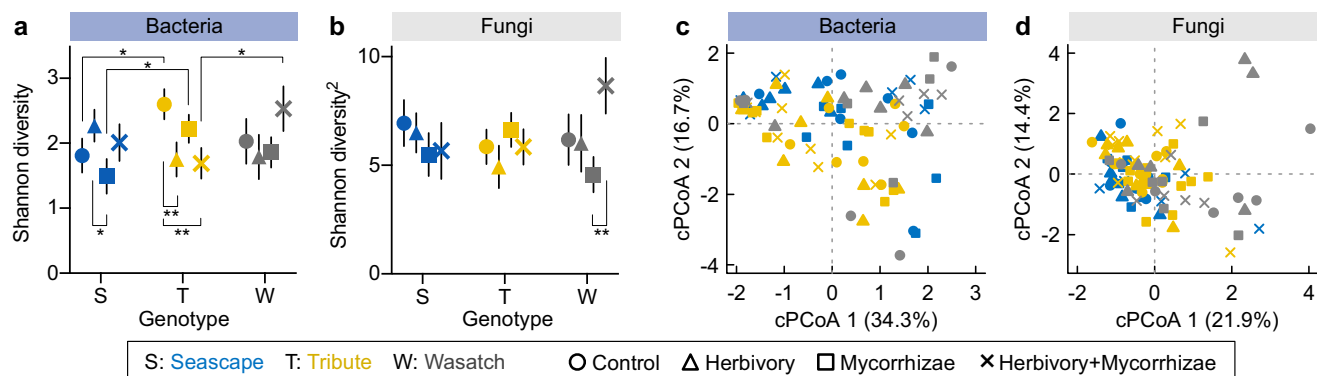 a
Bacteria
Shannon diversity
3
2
1
0
*
*
*
*
**
**
S
T
W
Genotype
b
Fungi
Shannon diversity²
10
5
0
**
S
T
W
Genotype
c
Bacteria
cPCoA 2 (16.7%)
2
0
-2
-4
-2
-1
0
1
2
3
cPCoA 1 (34.3%)
d
Fungi
cPCoA 2 (14.4%)
4
2
0
-2
-2
0
2
4
cPCoA 1 (21.9%)
S: Seascape T: Tribute W: Wasatch Control Herbivory Mycorrhizae Herbivory+Mycorrhizae